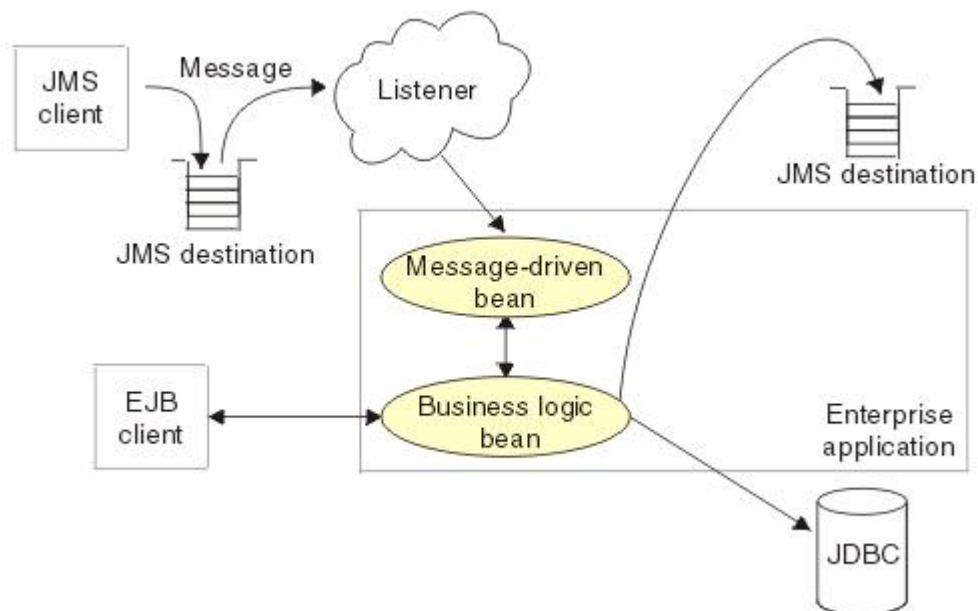 JMS
client
Message
Listener
JMS destination
JMS destination
Message-driven
bean
EJB
client
Business logic
bean
Enterprise
application
JDBC